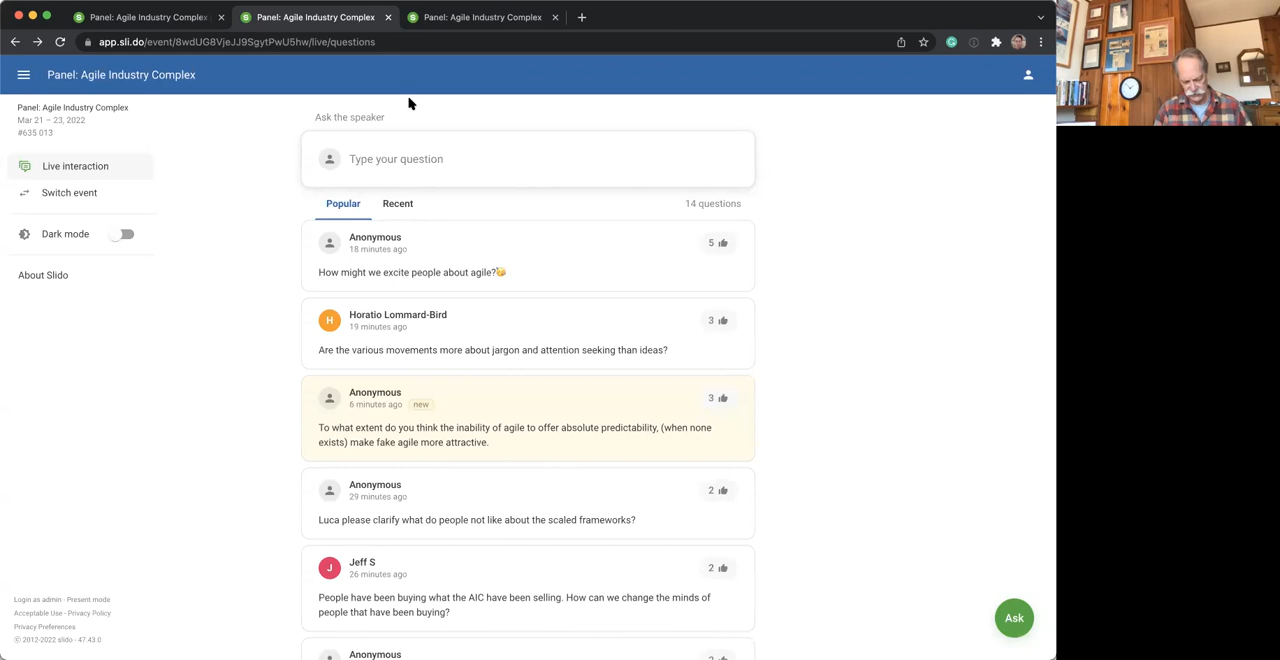 Panel: Agile Industry Complex
Panel: Agile Industry Complex
Panel: Agile Industry Complex
app.sli.do/event/8wdUG8VjeJJ9SgytPwU5hw/live/questions
Panel: Agile Industry Complex
Panel: Agile Industry Complex
Mar 21 – 23, 2022
#635 013
Live interaction
Switch event
Dark mode
About Slido
Ask the speaker
Type your question
Popular
Recent
14 questions
Anonymous
18 minutes ago
5
How might we excite people about agile?
H
Horatio Lommard-Bird
19 minutes ago
3
Are the various movements more about jargon and attention seeking than ideas?
Anonymous
6 minutes ago new
3
To what extent do you think the inability of agile to offer absolute predictability, (when none
exists) make fake agile more attractive.
Anonymous
29 minutes ago
2
Luca please clarify what do people not like about the scaled frameworks?
J
Jeff S
26 minutes ago
2
People have been buying what the AIC have been selling. How can we change the minds of
people that have been buying?
Anonymous
Login as admin - Present mode
Acceptable Use - Privacy Policy
Privacy Preferences
© 2012-2022 slido - 47.43.0
Ask